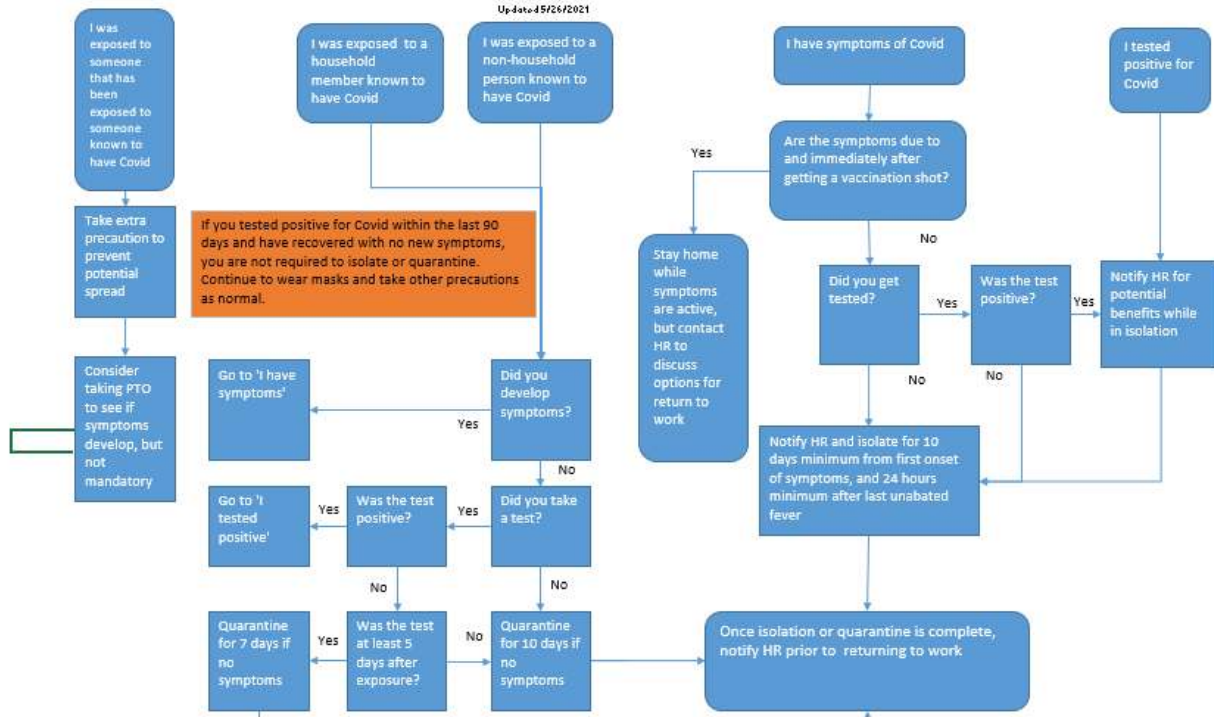 Updated 5/26/2021
I was
exposed to
someone
that has
been
exposed to
someone
known to
have Covid
I was exposed to a
household
member known to
have Covid
I was exposed to a
non-household
person known to
have Covid
I have symptoms of Covid
I tested
positive for
Covid
Are the symptoms due to
and immediately after
getting a vaccination shot?
Yes
No
Take extra
precaution to
prevent
potential
spread
If you tested positive for Covid within the last 90
days and have recovered with no new symptoms,
you are not required to isolate or quarantine.
Continue to wear masks and take other precautions
as normal.
Stay home
while
symptoms
are active,
but contact
HR to
discuss
options for
return to
work
Did you get
tested?
Yes
No
Was the test
positive?
Yes
No
Notify HR for
potential
benefits while
in isolation
Consider
taking PTO
to see if
symptoms
develop, but
not
mandatory
Go to 'I have
symptoms'
Yes
Did you
develop
symptoms?
No
Notify HR and isolate for 10
days minimum from first onset
of symptoms, and 24 hours
minimum after last unabated
fever
Go to 'I
tested
positive'
Yes
Was the test
positive?
Yes
Did you take
a test?
No
No
Quarantine
for 7 days if
no
symptoms
Yes
Was the test
at least 5
days after
exposure?
No
Quarantine
for 10 days if
no
symptoms
Once isolation or quarantine is complete,
notify HR prior to returning to work